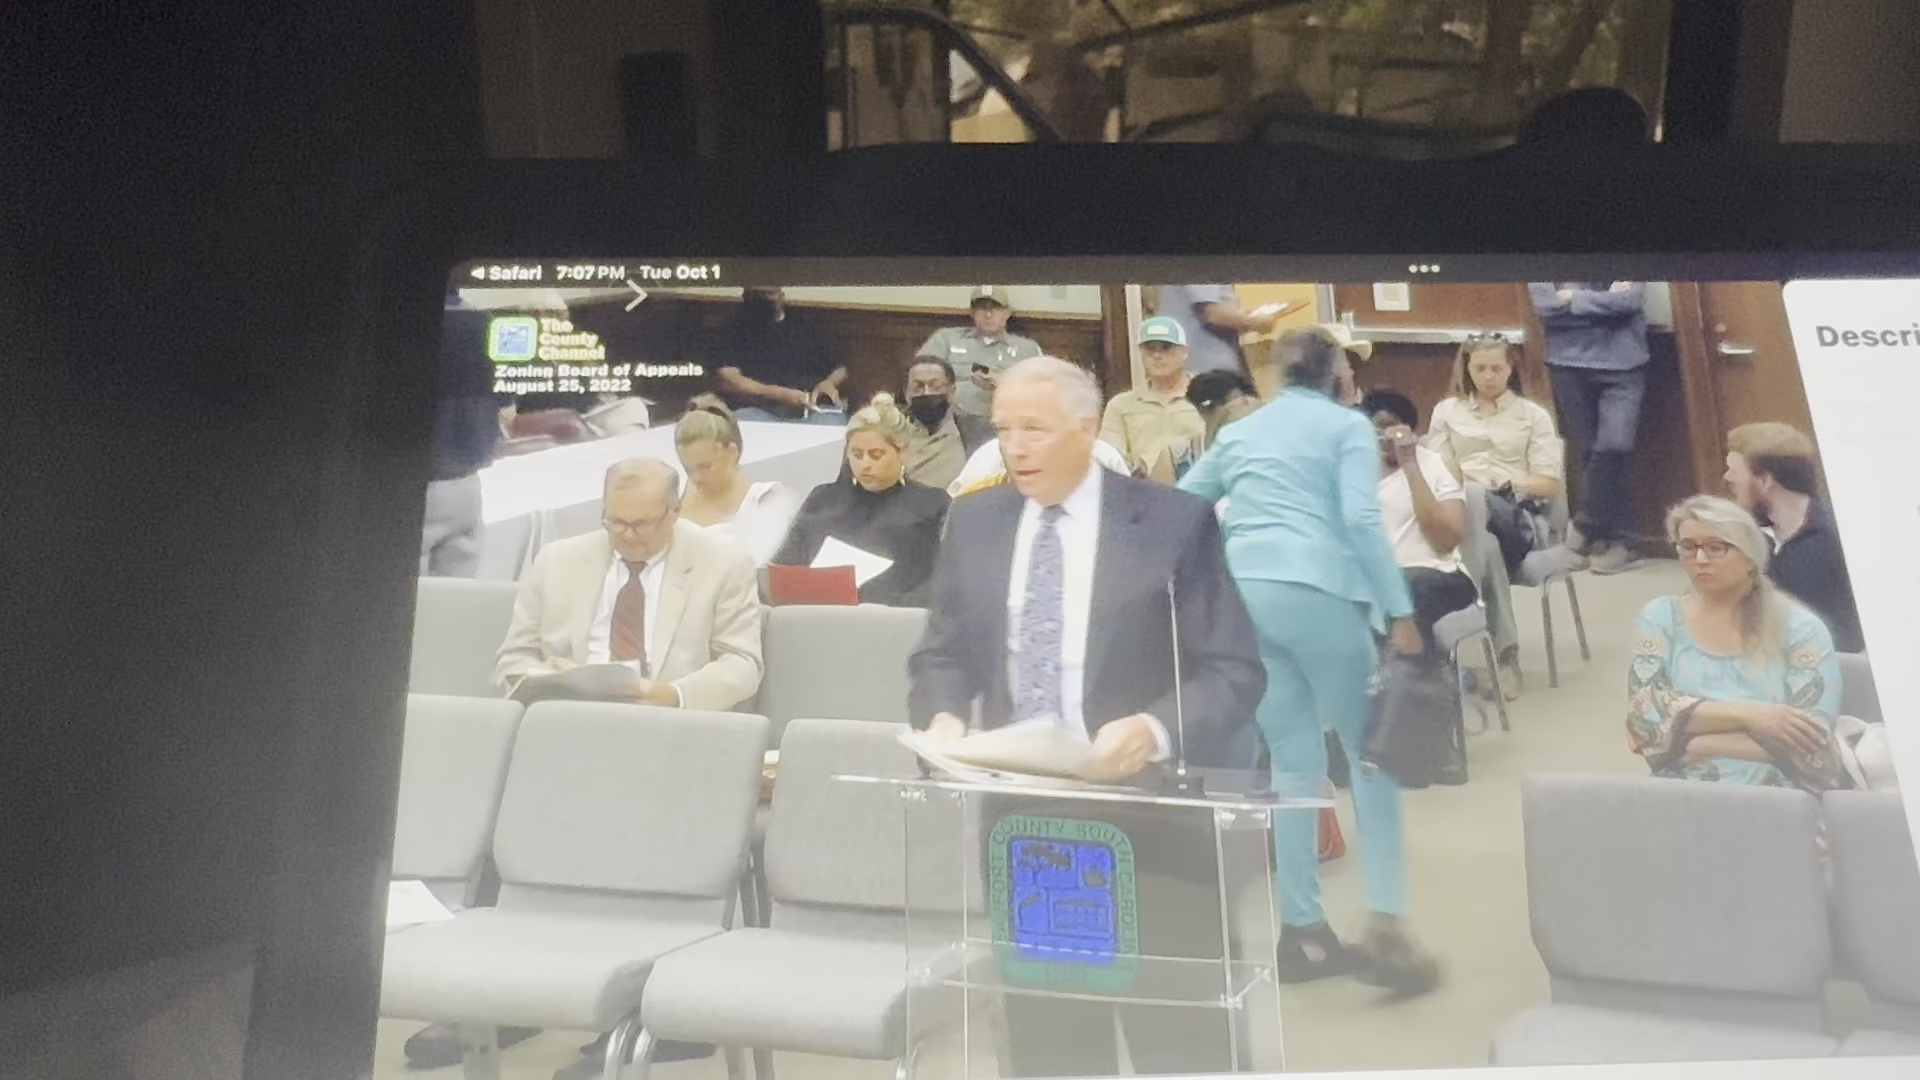 Safari 7:07 PM Tue Oct 1
The
County
Channel
Zoning Board of Appeals
August 25, 2022
Descri
FORT COUNTY SOUTH CAROLI